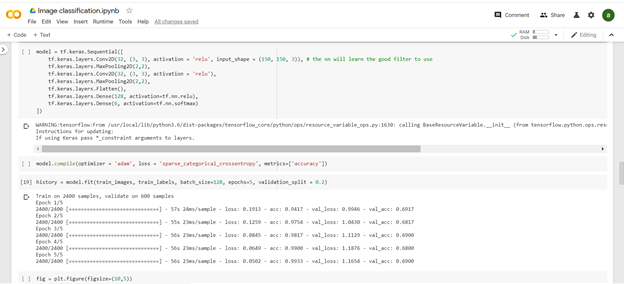 Image classification.ipynb
File Edit View Insert Runtime Tools Help All changes saved
Comment Share a
+ Code + Text
RAM
Disk
Editing
[ ] model = tf.keras.Sequential([
tf.keras.layers.Conv2D(32, (3, 3), activation = 'relu', input_shape = (150, 150, 3)), # the nn will learn the good filter to use
tf.keras.layers.MaxPooling2D(2,2),
tf.keras.layers.Conv2D(32, (3, 3), activation = 'relu'),
tf.keras.layers.MaxPooling2D(2,2),
tf.keras.layers.Flatten(),
tf.keras.layers.Dense(128, activation=tf.nn.relu),
tf.keras.layers.Dense(6, activation=tf.nn.softmax)
])
WARNING:tensorflow:From /usr/local/lib/python3.6/dist-packages/tensorflow_core/python/ops/resource_variable_ops.py:1630: calling BaseResourceVariable.__init__ (from tensorflow.python.ops.res
Instructions for updating:
If using Keras pass *_constraint arguments to layers.
[ ] model.compile(optimizer = 'adam', loss = 'sparse_categorical_crossentropy', metrics=['accuracy'])
[19] history = model.fit(train_images, train_labels, batch_size=128, epochs=5, validation_split = 0.2)
Train on 2400 samples, validate on 600 samples
Epoch 1/5
2400/2400 [==============================] - 57s 24ms/sample - loss: 0.1913 - acc: 0.9417 - val_loss: 0.9946 - val_acc: 0.6917
Epoch 2/5
2400/2400 [==============================] - 55s 23ms/sample - loss: 0.1259 - acc: 0.9754 - val_loss: 1.0430 - val_acc: 0.6817
Epoch 3/5
2400/2400 [==============================] - 56s 23ms/sample - loss: 0.0845 - acc: 0.9817 - val_loss: 1.1129 - val_acc: 0.6900
Epoch 4/5
2400/2400 [==============================] - 56s 23ms/sample - loss: 0.0649 - acc: 0.9900 - val_loss: 1.1876 - val_acc: 0.6800
Epoch 5/5
2400/2400 [==============================] - 56s 23ms/sample - loss: 0.0502 - acc: 0.9933 - val_loss: 1.1654 - val_acc: 0.6900
[ ] fig = plt.figure(figsize=(10,5))